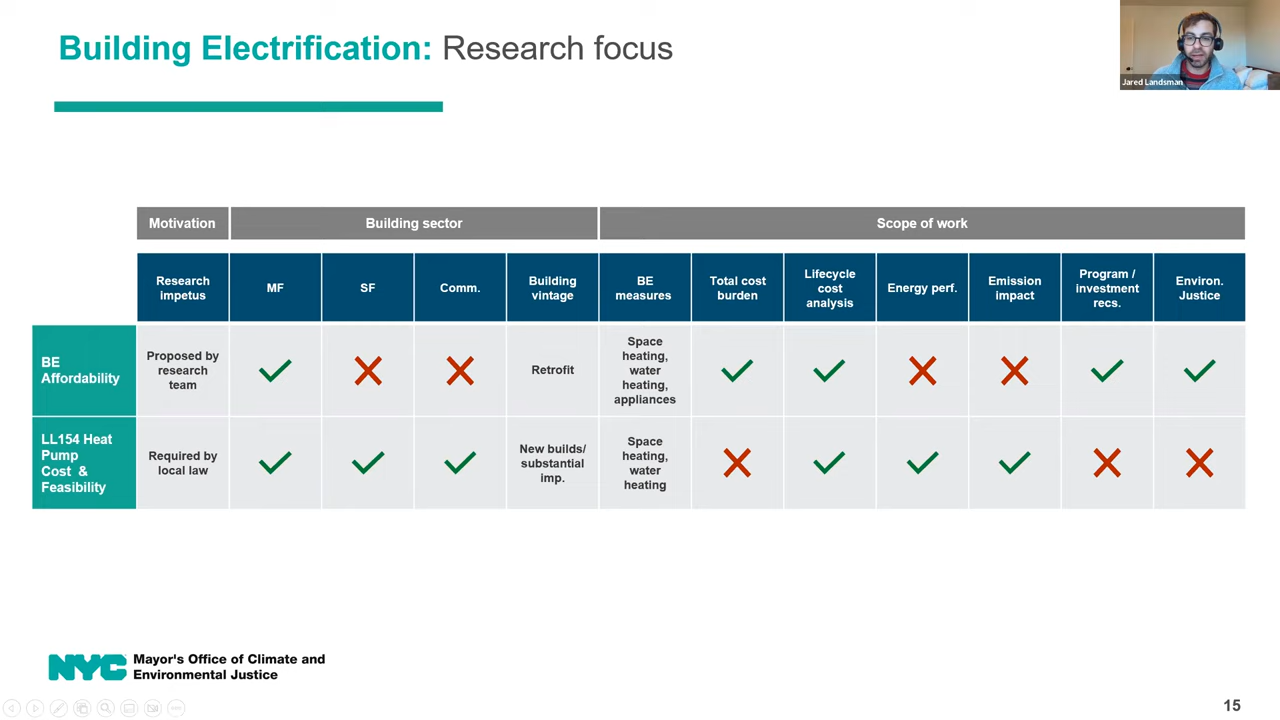 Building Electrification: Research focus
Jared Landsman
Motivation
Building sector
Scope of work
Research
impetus
MF
SF
Comm.
Building
vintage
BE
measures
Total cost
burden
Lifecycle
cost
analysis
Energy perf.
Emission
impact
Program /
investment
recs.
Environ.
Justice
BE
Affordability
Proposed by
research
team
Retrofit
Space
heating,
water
heating,
appliances
LL154 Heat
Pump
Cost &
Feasibility
Required by
local law
New builds/
substantial
imp.
Space
heating,
water
heating
NYC
Mayor's Office of Climate and
Environmental Justice
15